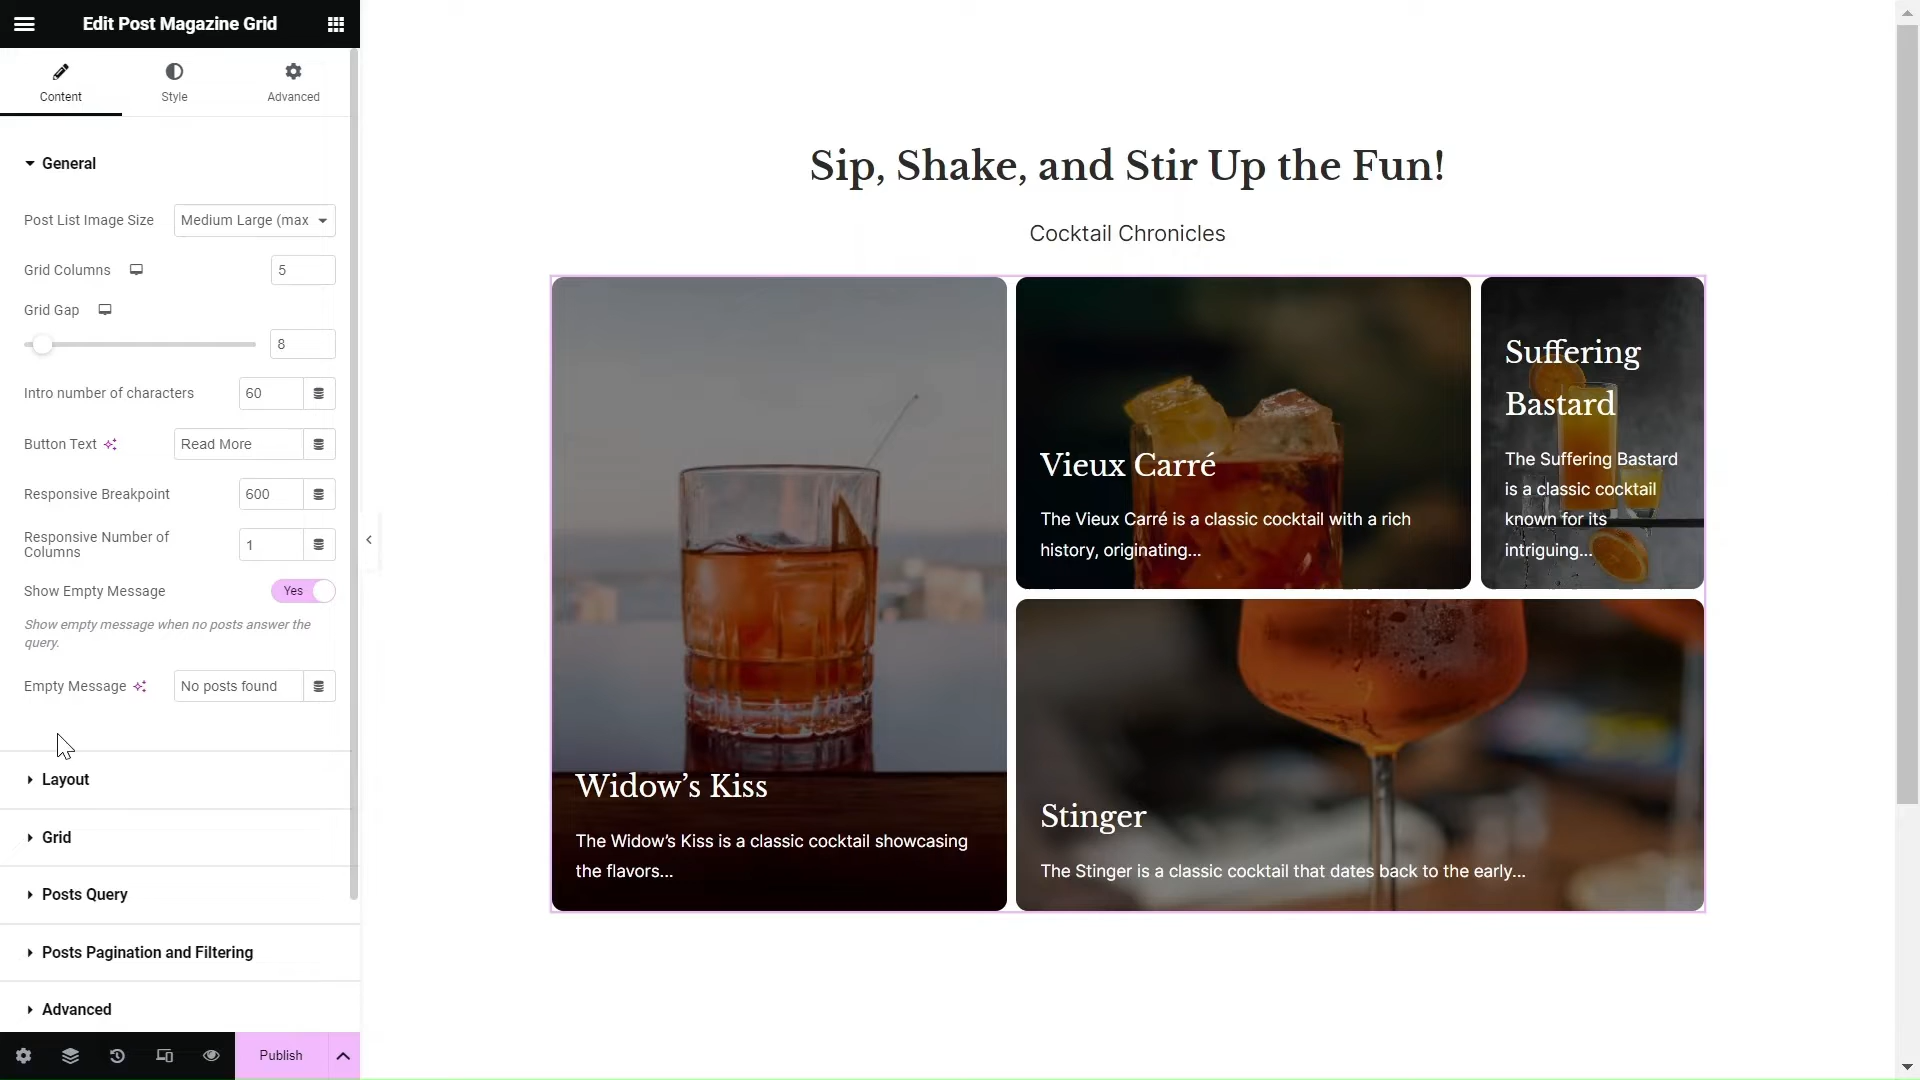 Edit Post Magazine Grid
Content
Style
Advanced
General
Post List Image Size
Medium Large (max
Grid Columns
5
Grid Gap
8
Intro number of characters
60
Button Text
Read More
Responsive Breakpoint
600
Responsive Number of
Columns
1
Show Empty Message
Yes
Show empty message when no posts answer the
query.
Empty Message
No posts found
Layout
Grid
Posts Query
Posts Pagination and Filtering
Advanced
Publish
Sip, Shake, and Stir Up the Fun!
Cocktail Chronicles
Widow’s Kiss
The Widow’s Kiss is a classic cocktail showcasing
the flavors...
Vieux Carré
The Vieux Carré is a classic cocktail with a rich
history, originating...
Suffering
Bastard
The Suffering Bastard
is a classic cocktail
known for its
intriguing...
Stinger
The Stinger is a classic cocktail that dates back to the early...